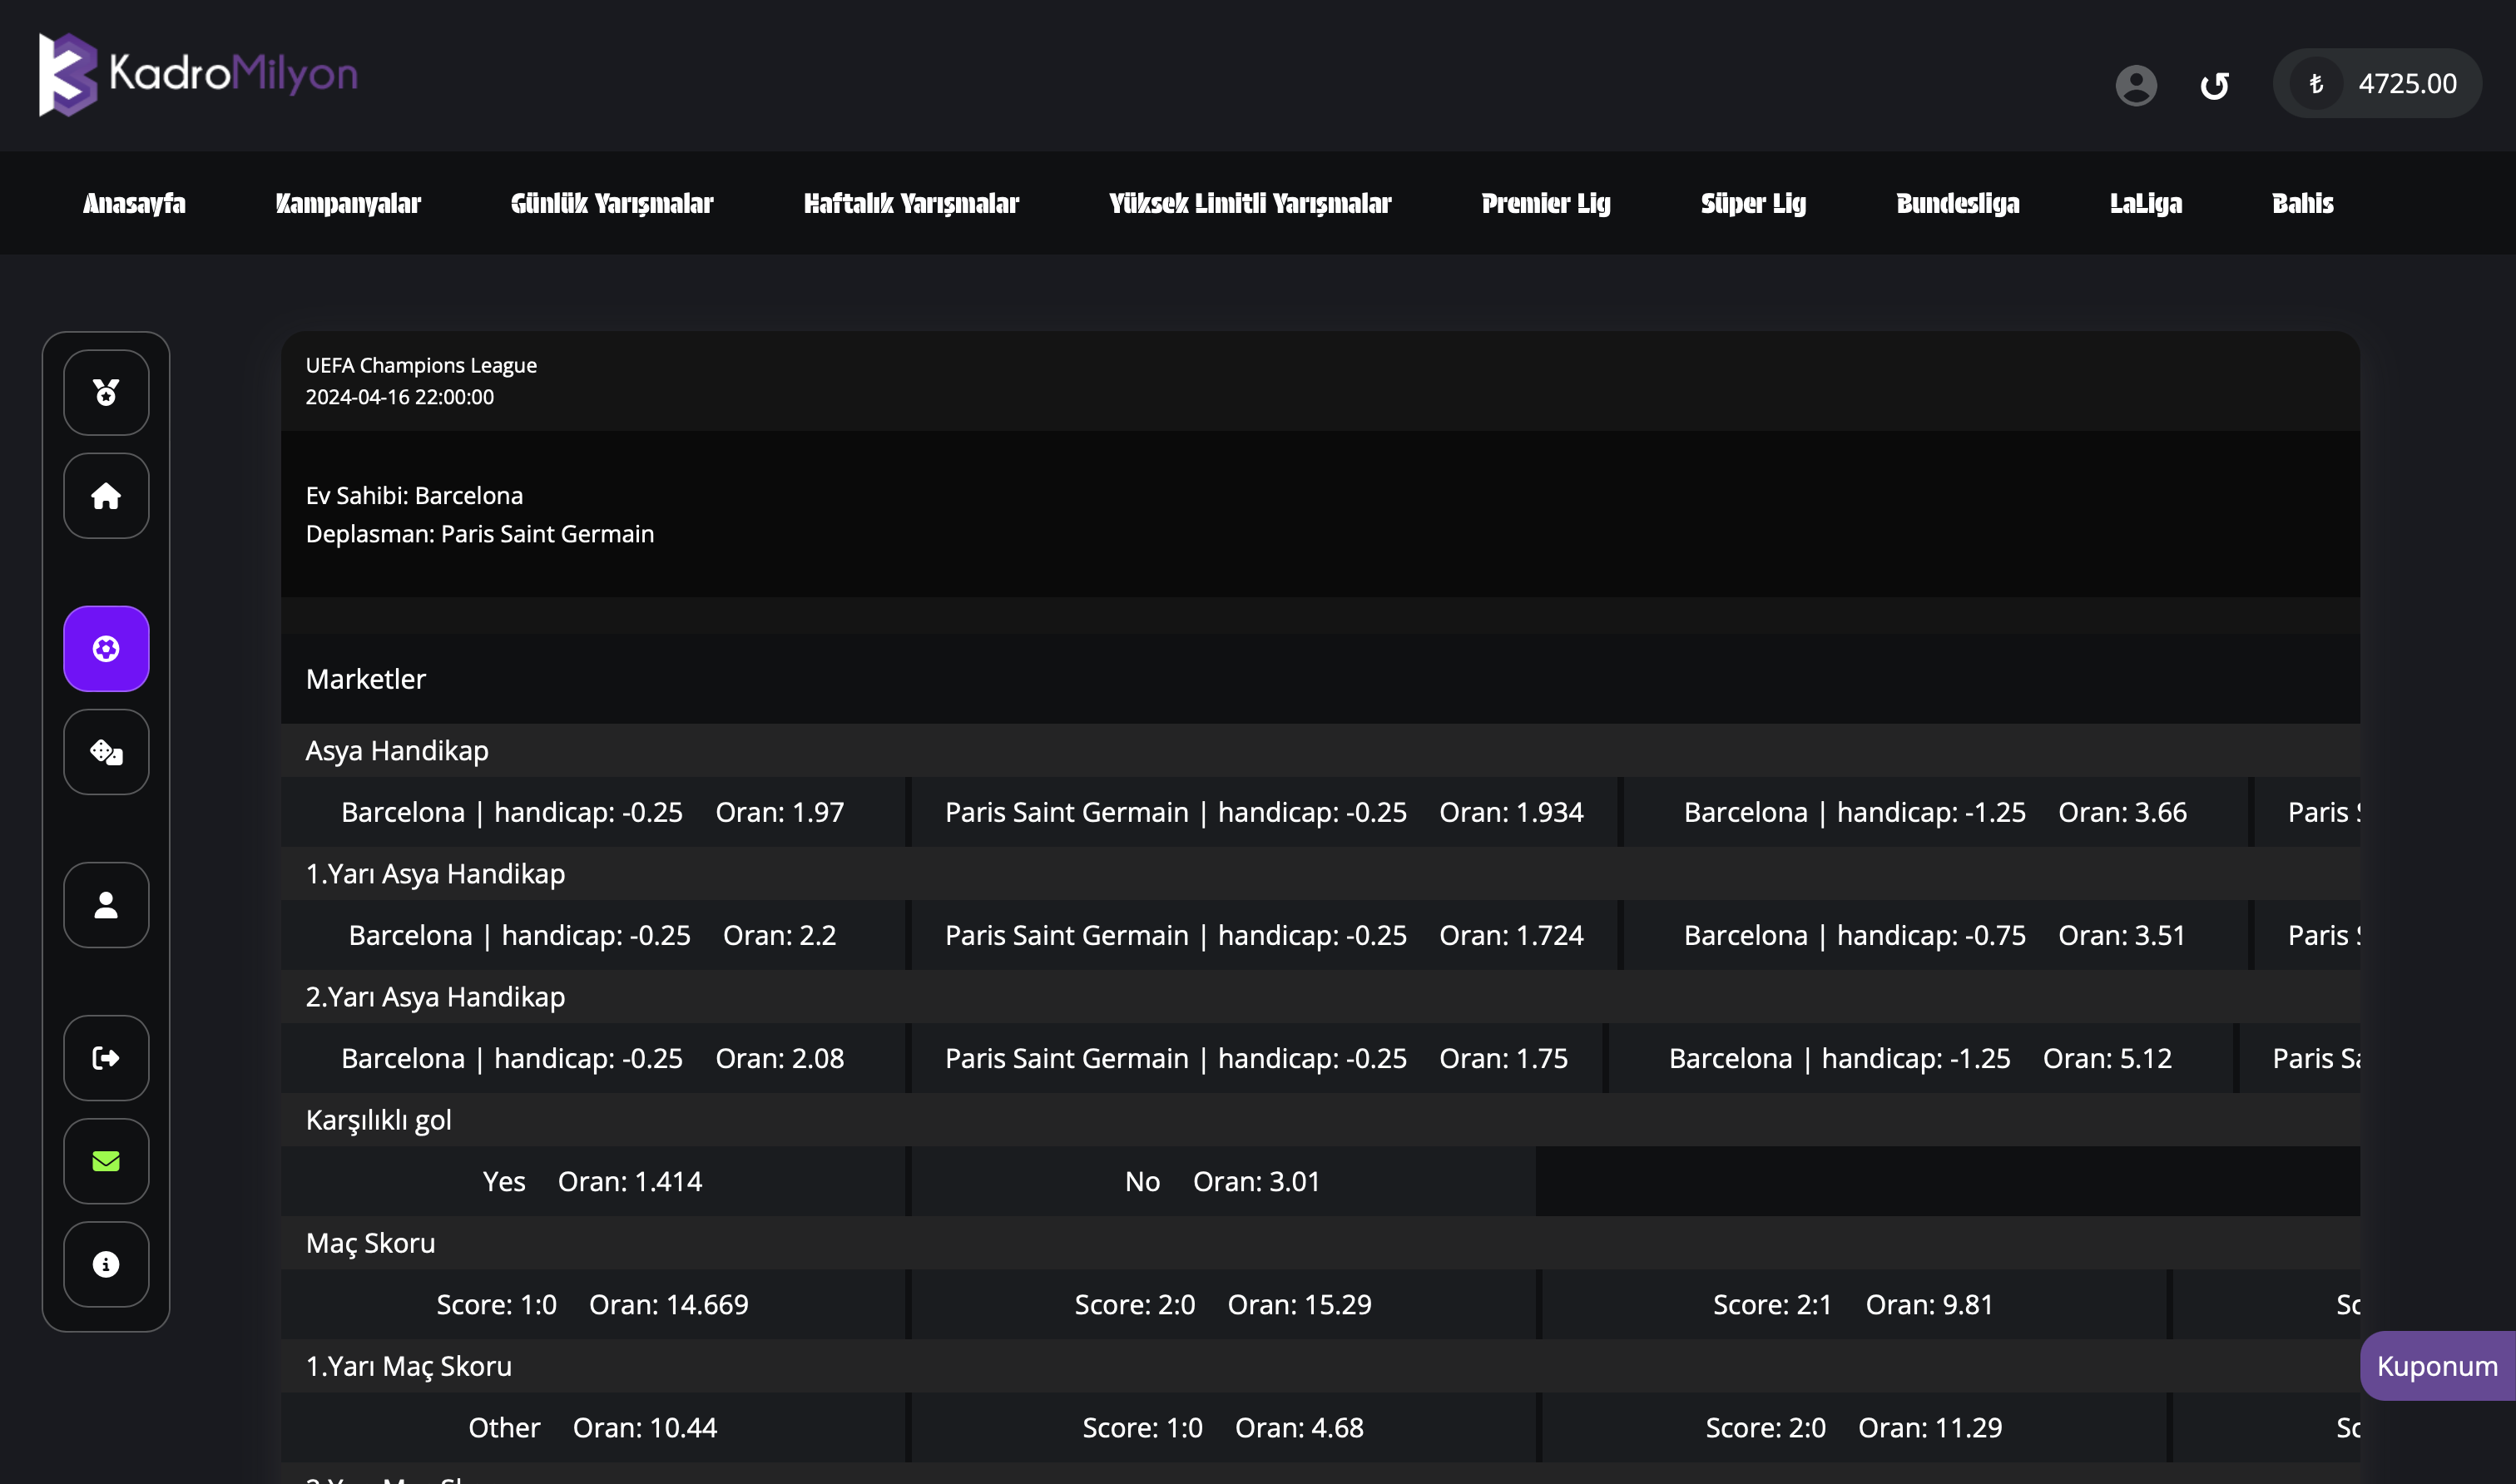 KadroMilyon
₺ 4725.00
Anasayfa Kampanyalar Günlük Yarışmalar Haftalık Yarışmalar Yüksek Limitli Yarışmalar Premier Lig Süper Lig Bundesliga LaLiga Bahis
UEFA Champions League
2024-04-16 22:00:00
Ev Sahibi: Barcelona
Deplasman: Paris Saint Germain
Marketler
Asya Handikap
Barcelona | handicap: -0.25 Oran: 1.97 Paris Saint Germain | handicap: -0.25 Oran: 1.934 Barcelona | handicap: -1.25 Oran: 3.66 Paris
1.Yarı Asya Handikap
Barcelona | handicap: -0.25 Oran: 2.2 Paris Saint Germain | handicap: -0.25 Oran: 1.724 Barcelona | handicap: -0.75 Oran: 3.51 Paris
2.Yarı Asya Handikap
Barcelona | handicap: -0.25 Oran: 2.08 Paris Saint Germain | handicap: -0.25 Oran: 1.75 Barcelona | handicap: -1.25 Oran: 5.12 Paris
Karşılıklı gol
Yes Oran: 1.414 No Oran: 3.01
Maç Skoru
Score: 1:0 Oran: 14.669 Score: 2:0 Oran: 15.29 Score: 2:1 Oran: 9.81
1.Yarı Maç Skoru
Kuponum
Other Oran: 10.44 Score: 1:0 Oran: 4.68 Score: 2:0 Oran: 11.29